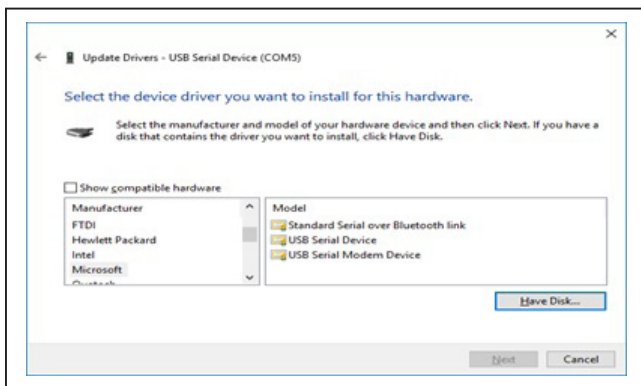 Update Drivers - USB Serial Device (COM5)
Select the device driver you want to install for this hardware.
Select the manufacturer and model of your hardware device and then click Next. If you have a
disk that contains the driver you want to install, click Have Disk.
Show compatible hardware
Manufacturer
FTDI
Hewlett Packard
Intel
Microsoft
Model
Standard Serial over Bluetooth link
USB Serial Device
USB Serial Modem Device
Have Disk...
Next
Cancel